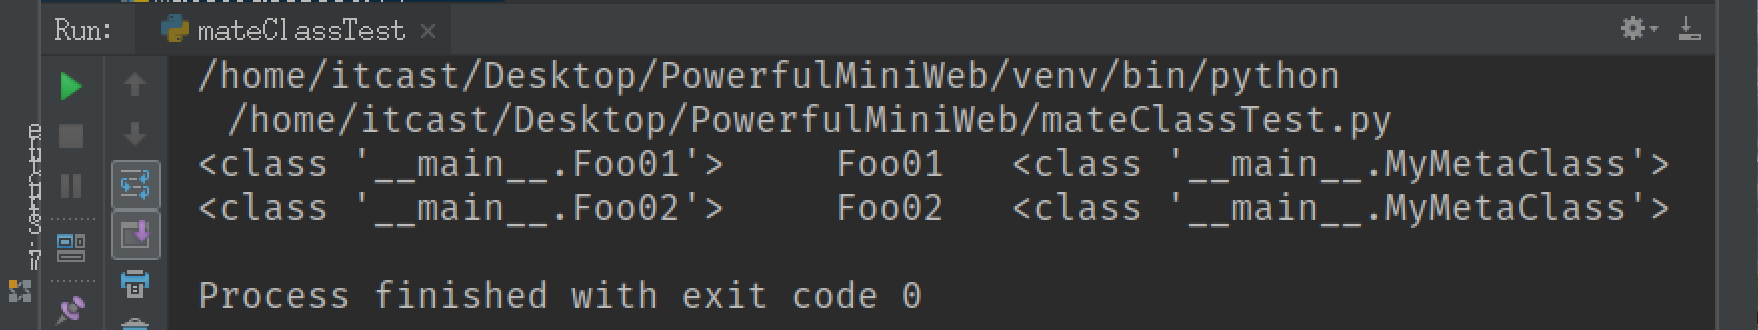 Run: mateClassTest
/home/itcast/Desktop/PowerfulMiniWeb/venv/bin/python
/home/itcast/Desktop/PowerfulMiniWeb/mateClassTest.py
<class '__main__.Foo01'> Foo01 <class '__main__.MyMetaClass'>
<class '__main__.Foo02'> Foo02 <class '__main__.MyMetaClass'>
Process finished with exit code 0